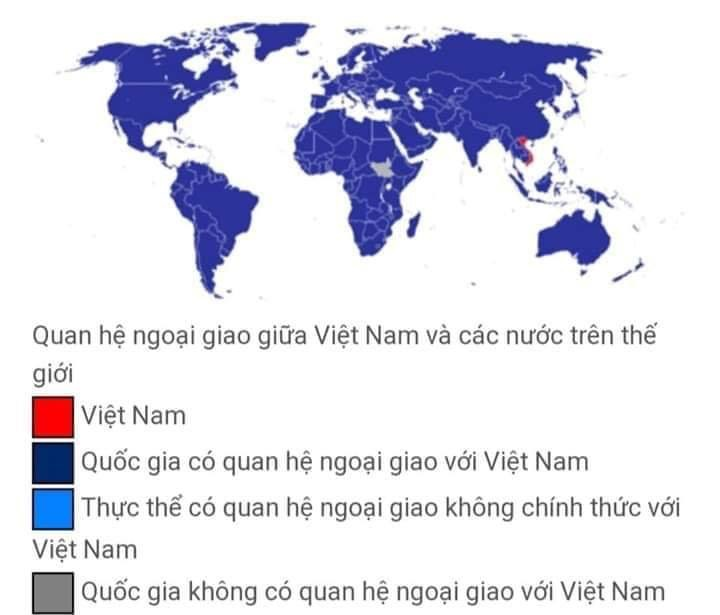 Quan hệ ngoại giao giữa Việt Nam và các nước trên thế
giới
Việt Nam
Quốc gia có quan hệ ngoại giao với Việt Nam
Thực thể có quan hệ ngoại giao không chính thức với
Việt Nam
Quốc gia không có quan hệ ngoại giao với Việt Nam